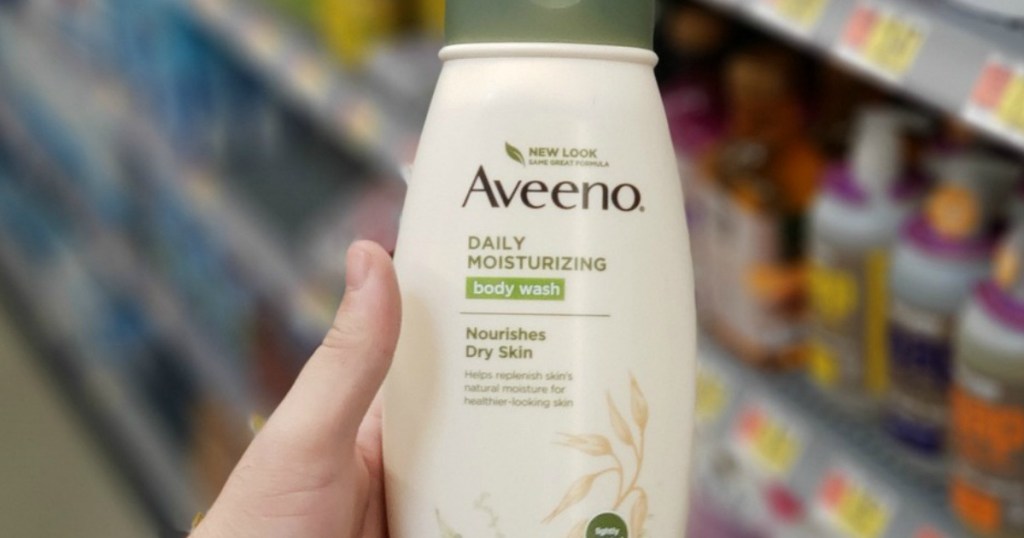 NEW LOOK
SAME GREAT FORMULA
Aveeno.
DAILY
MOISTURIZING
body wash
Nourishes
Dry Skin
Helps replenish skin's
natural moisture for
healthier-looking skin
lightly